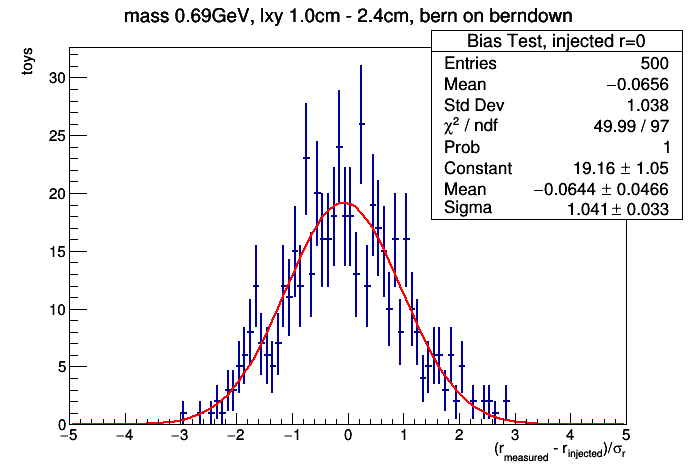 mass 0.69GeV, lxy 1.0cm - 2.4cm, bern on berndown
Bias Test, injected r=0
Entries 500
Mean −0.0656
Std Dev 1.038
χ² / ndf 49.99 / 97
Prob 1
Constant 19.16 ± 1.05
Mean −0.0644 ± 0.0466
Sigma 1.041 ± 0.033
toys
30
25
20
15
10
5
0
−5 −4 −3 −2 −1 0 1 2 3 4 5
(r_measured - r_injected)/σ_r